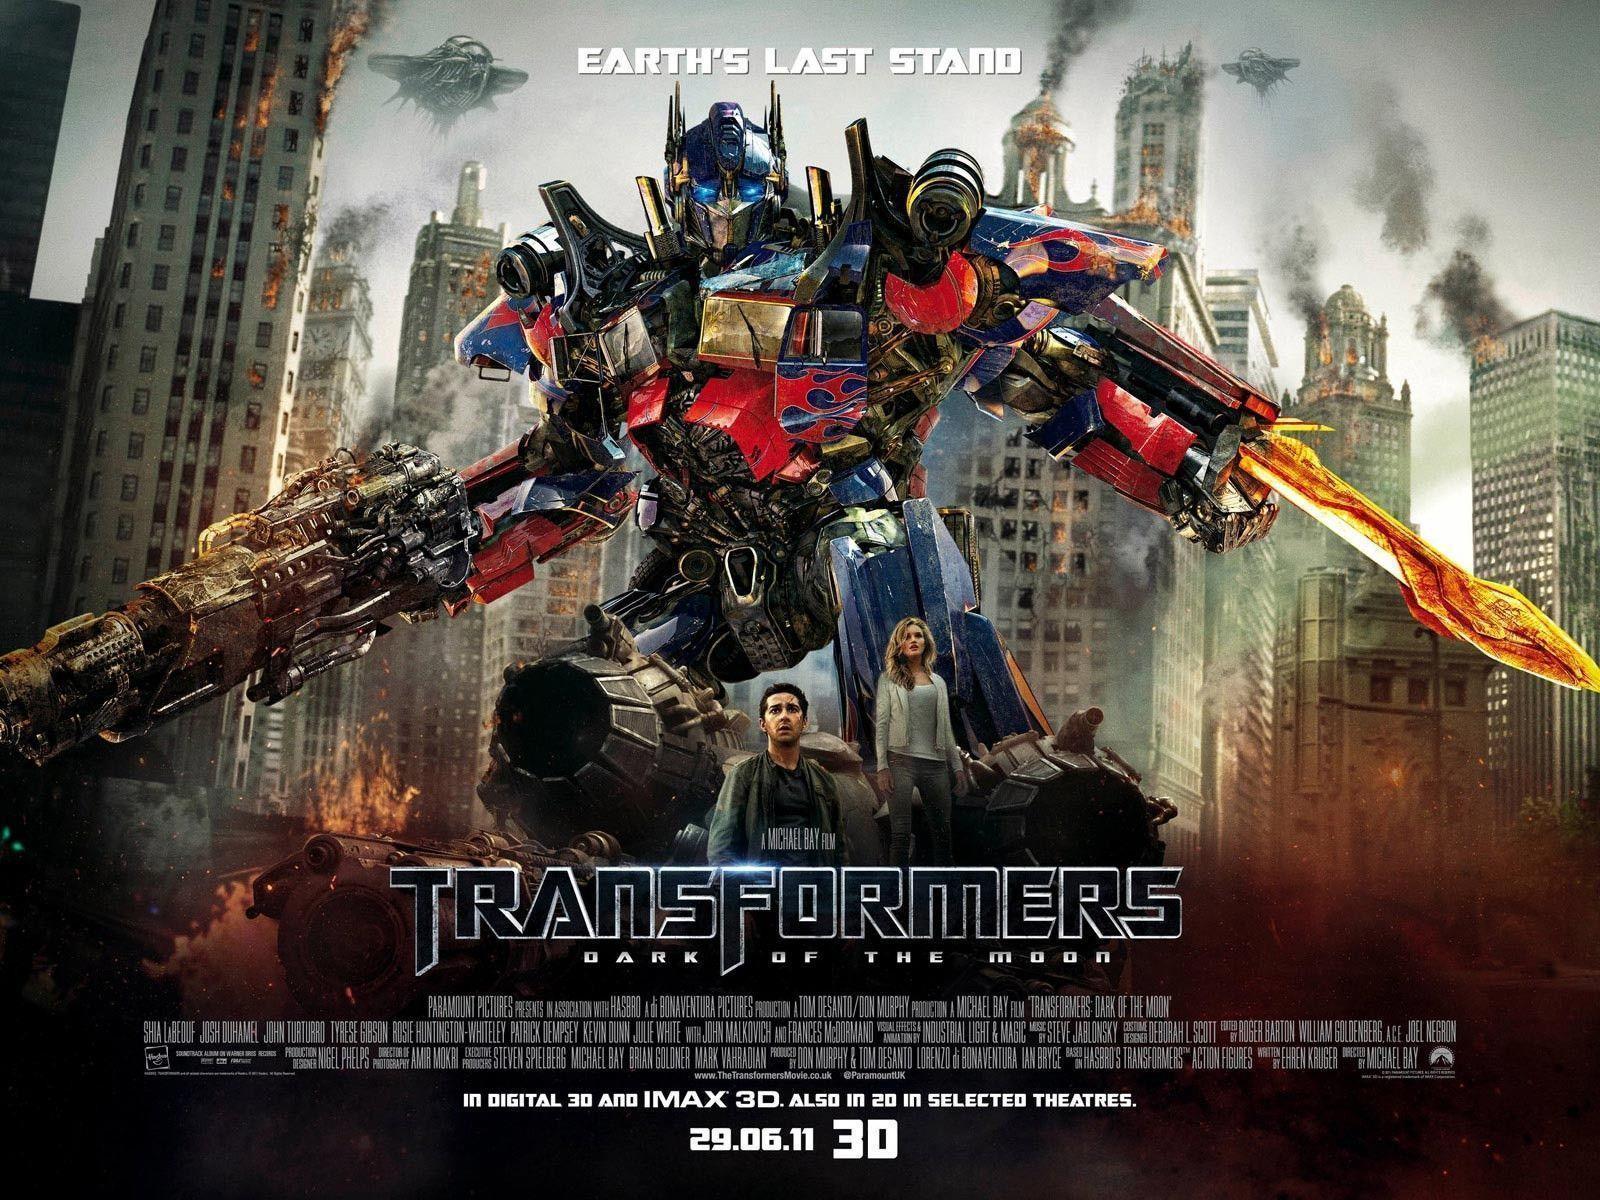 EARTH'S LAST STAND
A MICHAEL BAY FILM
TRANSFORMERS
DARK OF THE MOON
PARAMOUNT PICTURES PRESENTS IN ASSOCIATION WITH HASBRO A di BONAVENTURA PICTURES PRODUCTION A TOM DESANTO/DON MURPHY PRODUCTION A MICHAEL BAY FILM "TRANSFORMERS: DARK OF THE MOON"
SHIA LaBEOUF JOSH DUHAMEL JOHN TURTURRO TYRESE GIBSON ROSIE HUNTINGTON-WHITELEY PATRICK DEMPSEY KEVIN DUNN JULIE WHITE WITH JOHN MALKOVICH AND FRANCES McDORMAND VISUAL EFFECTS & ANIMATION BY INDUSTRIAL LIGHT & MAGIC MUSIC BY STEVE JABLONSKY COSTUME DESIGNER DEBORAH L. SCOTT EDITED BY ROGER BARTON WILLIAM GOLDENBERG, A.C.E. JOEL NEGRON
Hasbro SOUNDTRACK ALBUM ON WARNER BROS RECORDS PRODUCTION DESIGNER NIGEL PHELPS DIRECTOR OF PHOTOGRAPHY AMIR MOKRI EXECUTIVE PRODUCERS STEVEN SPIELBERG MICHAEL BAY BRIAN GOLDNER MARK VAHRADIAN PRODUCED BY DON MURPHY & TOM DESANTO LORENZO di BONAVENTURA IAN BRYCE BASED ON HASBRO'S TRANSFORMERS™ ACTION FIGURES WRITTEN BY EHREN KRUGER DIRECTED BY MICHAEL BAY
www.TheTransformersMovie.co.uk @ParamountUK
IN DIGITAL 3D AND IMAX 3D. ALSO IN 2D IN SELECTED THEATRES.
29.06.11 3D